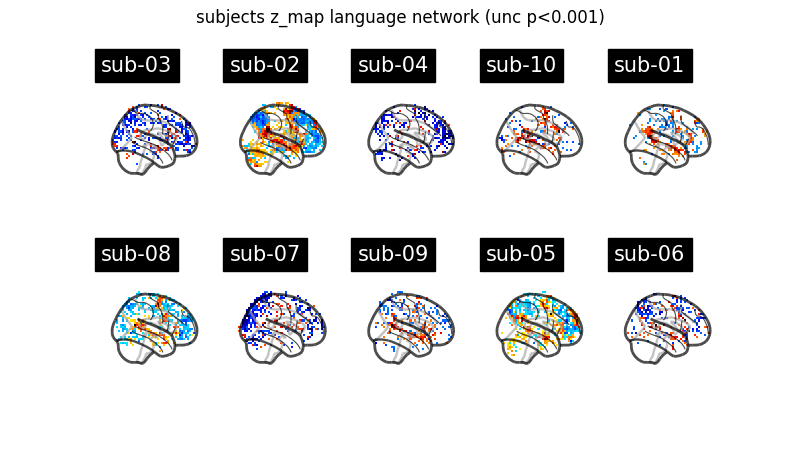 subjects z_map language network (unc p<0.001)
sub-03
sub-02
sub-04
sub-10
sub-01
sub-08
sub-07
sub-09
sub-05
sub-06